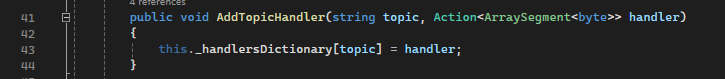 4 references
41 public void AddTopicHandler(string topic, Action<ArraySegment<byte>> handler)
42 {
43 this._handlersDictionary[topic] = handler;
44 }